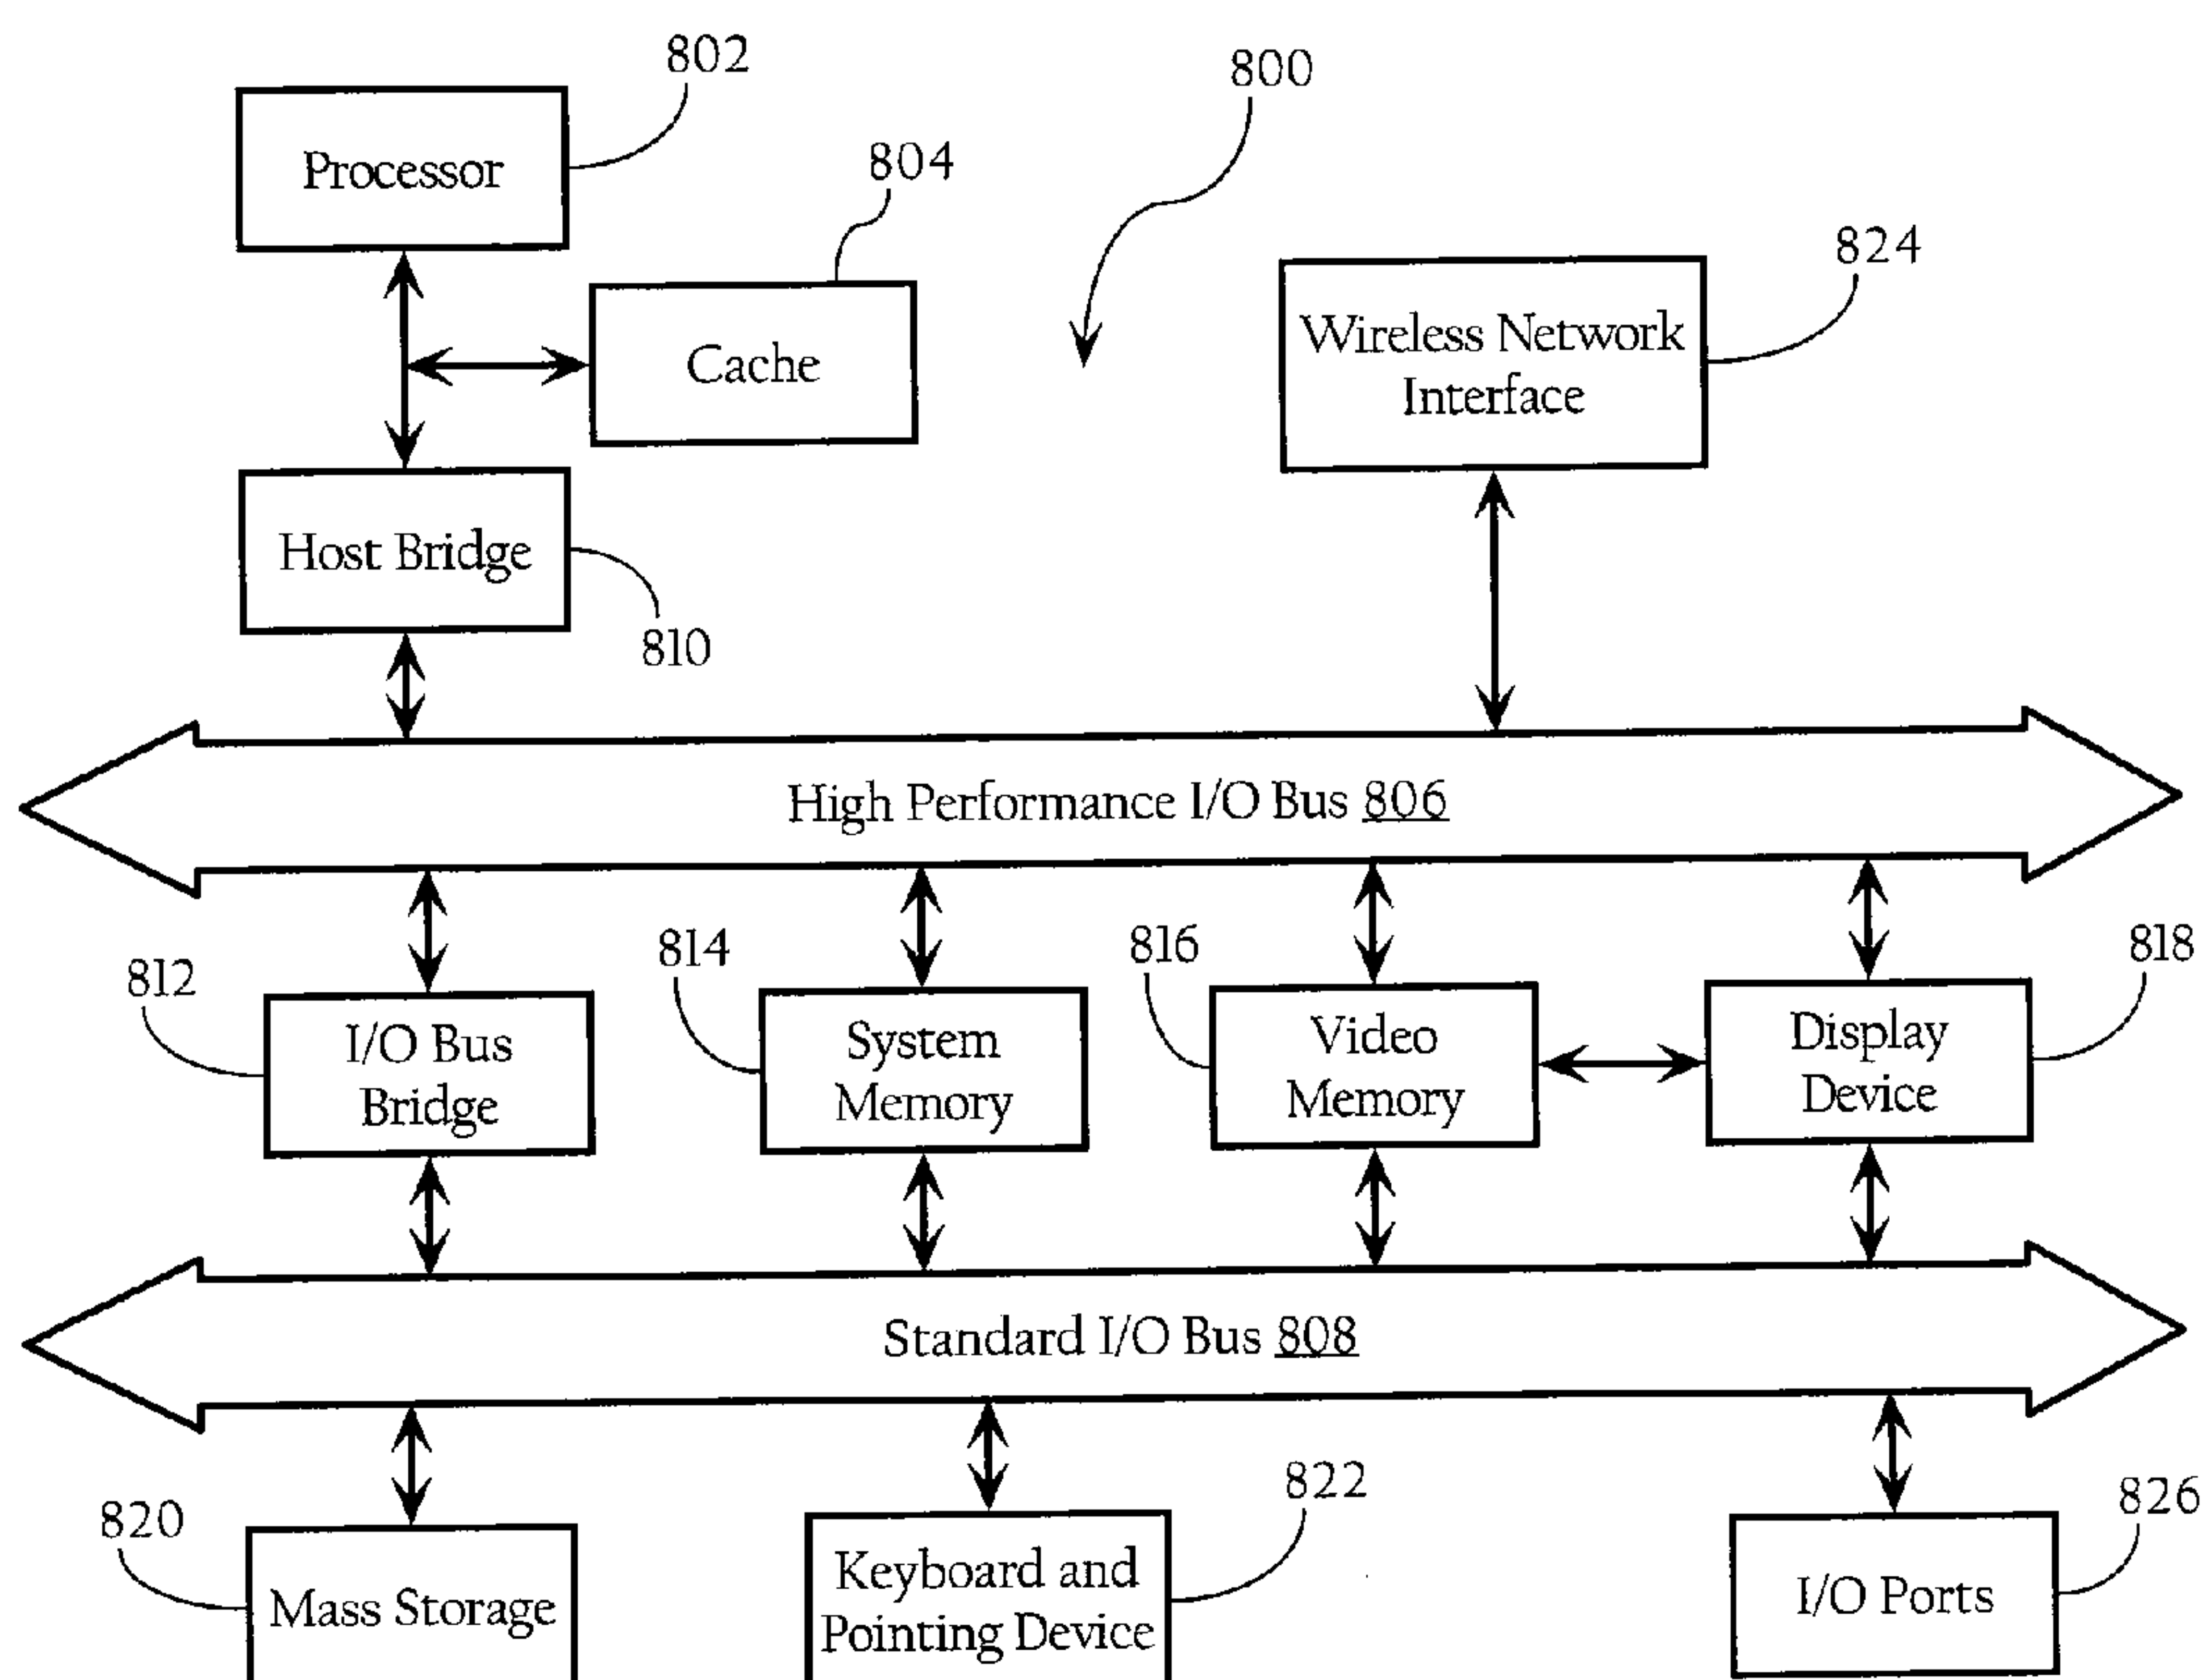 802
800
Processor
804
824
Cache
Wireless Network
Interface
Host Bridge
810
High Performance I/O Bus 806
812
814
816
818
I/O Bus
Bridge
System
Memory
Video
Memory
Display
Device
Standard I/O Bus 808
820
822
826
Mass Storage
Keyboard and
Pointing Device
I/O Ports